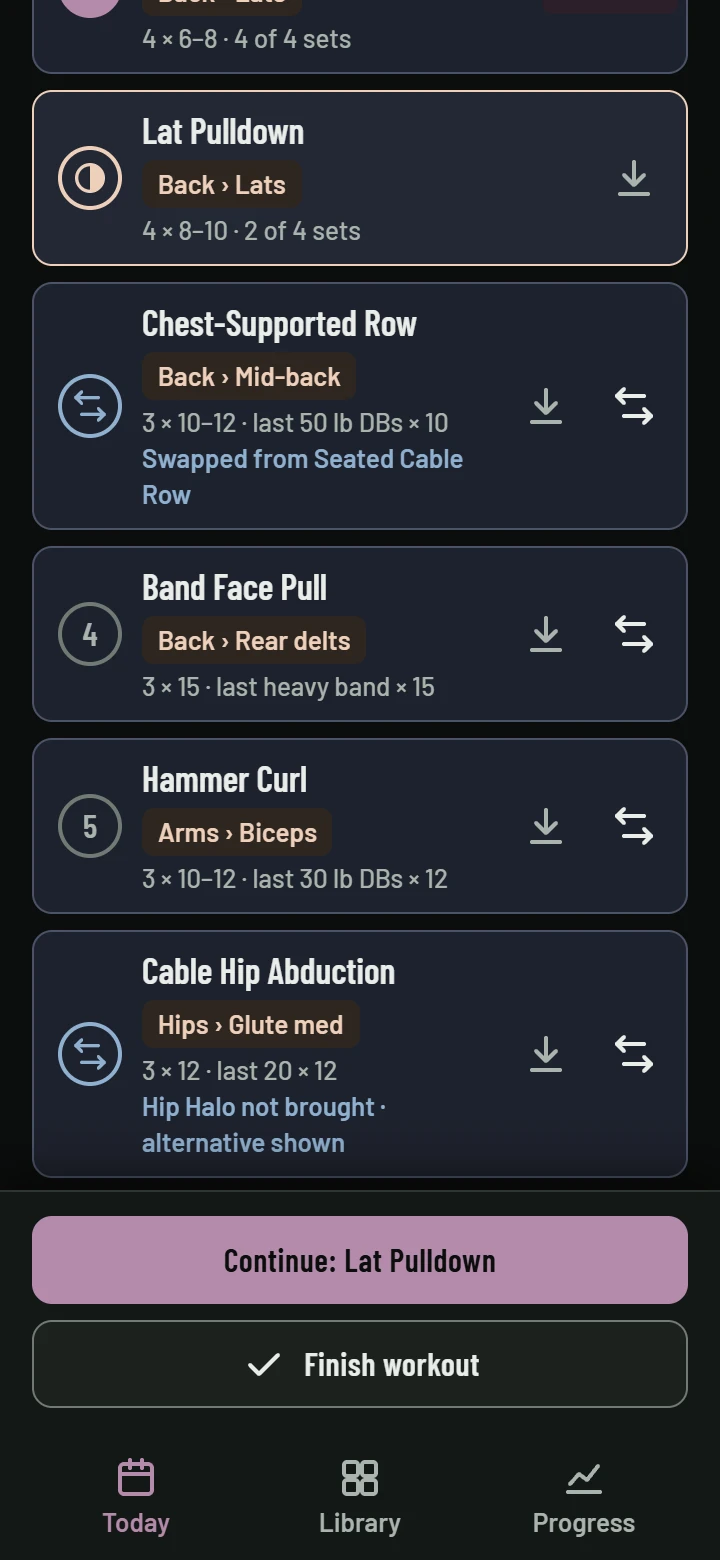 Back › Lats
4 × 6–8 · 4 of 4 sets
Lat Pulldown
Back › Lats
4 × 8–10 · 2 of 4 sets
Chest-Supported Row
Back › Mid-back
3 × 10–12 · last 50 lb DBs × 10
Swapped from Seated Cable
Row
4
Band Face Pull
Back › Rear delts
3 × 15 · last heavy band × 15
5
Hammer Curl
Arms › Biceps
3 × 10–12 · last 30 lb DBs × 12
Cable Hip Abduction
Hips › Glute med
3 × 12 · last 20 × 12
Hip Halo not brought ·
alternative shown
Continue: Lat Pulldown
Finish workout
Today
Library
Progress